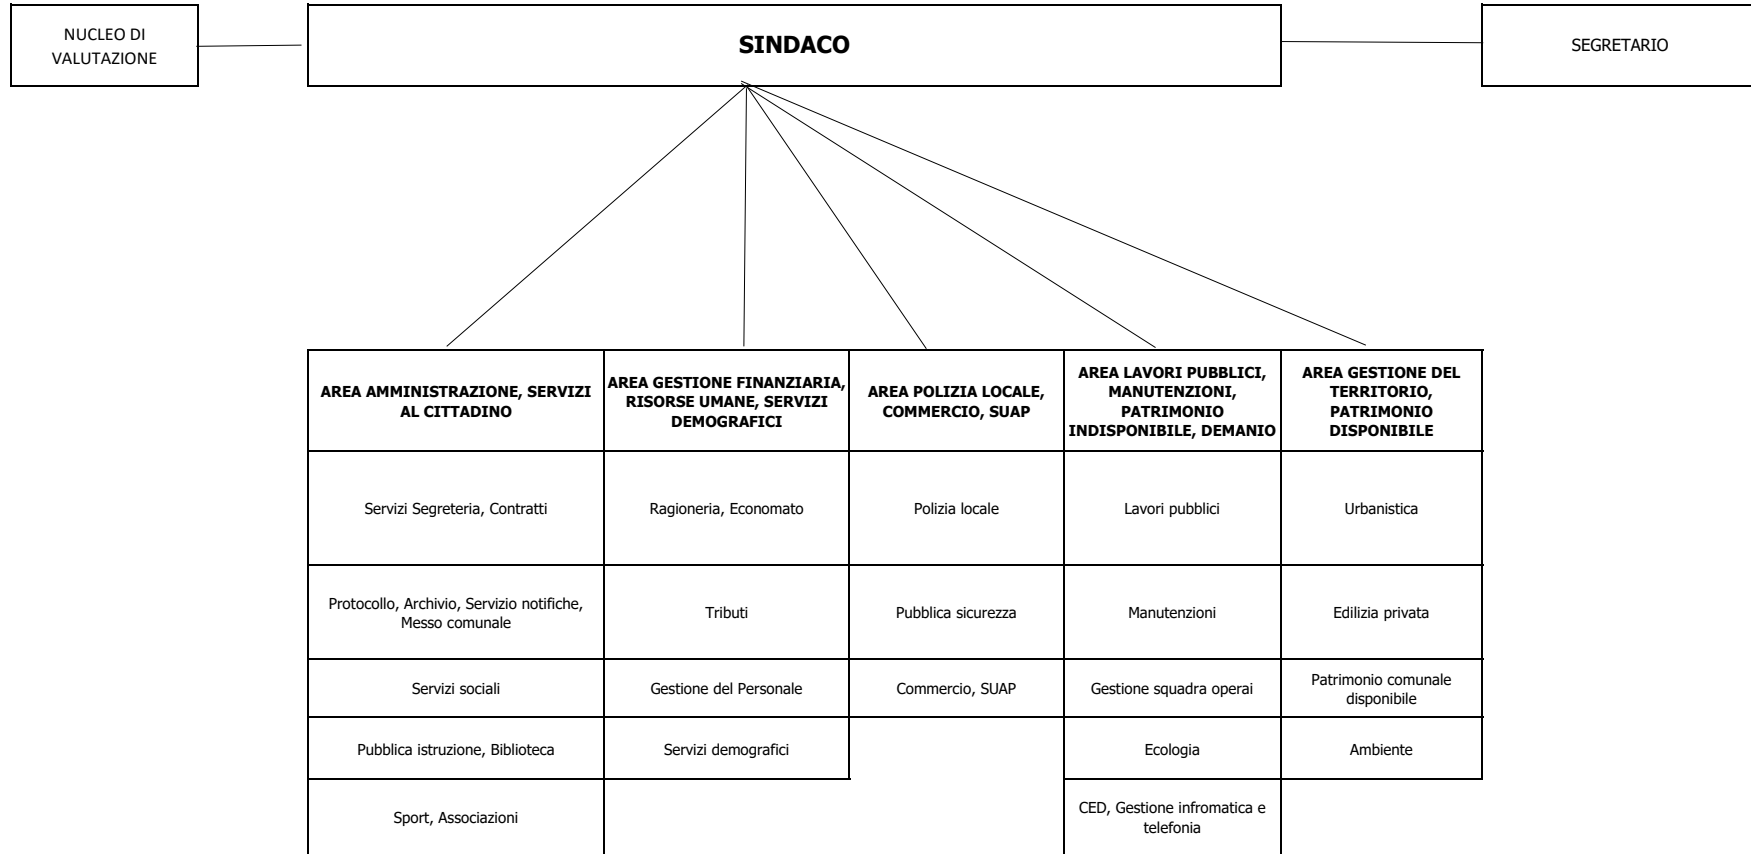 NUCLEO DI
VALUTAZIONE
SINDACO
SEGRETARIO
AREA AMMINISTRAZIONE, SERVIZI
AL CITTADINO
AREA GESTIONE FINANZIARIA,
RISORSE UMANE, SERVIZI
DEMOGRAFICI
AREA POLIZIA LOCALE,
COMMERCIO, SUAP
AREA LAVORI PUBBLICI,
MANUTENZIONI,
PATRIMONIO
INDISPONIBILE, DEMANIO
AREA GESTIONE DEL
TERRITORIO,
PATRIMONIO
DISPONIBILE
Servizi Segreteria, Contratti
Ragioneria, Economato
Polizia locale
Lavori pubblici
Urbanistica
Protocollo, Archivio, Servizio notifiche,
Messo comunale
Tributi
Pubblica sicurezza
Manutenzioni
Edilizia privata
Servizi sociali
Gestione del Personale
Commercio, SUAP
Gestione squadra operai
Patrimonio comunale
disponibile
Pubblica istruzione, Biblioteca
Servizi demografici
Ecologia
Ambiente
Sport, Associazioni
CED, Gestione infromatica e
telefonia